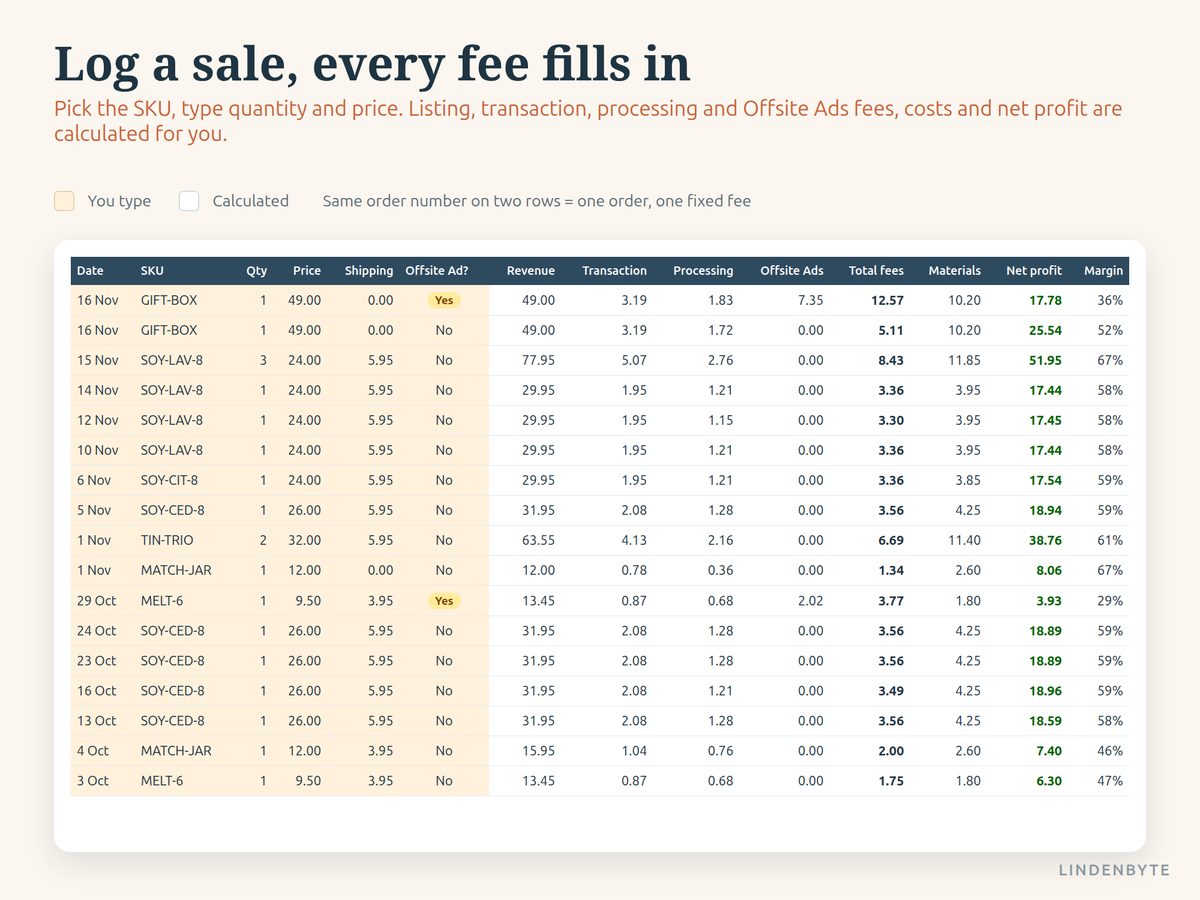 Log a sale, every fee fills in
Pick the SKU, type quantity and price. Listing, transaction, processing and Offsite Ads fees, costs and net profit are
calculated for you.
You type Calculated Same order number on two rows = one order, one fixed fee
Date SKU Qty Price Shipping Offsite Ad? Revenue Transaction Processing Offsite Ads Total fees Materials Net profit Margin
16 Nov GIFT-BOX 1 49.00 0.00 Yes 49.00 3.19 1.83 7.35 12.57 10.20 17.78 36%
16 Nov GIFT-BOX 1 49.00 0.00 No 49.00 3.19 1.72 0.00 5.11 10.20 25.54 52%
15 Nov SOY-LAV-8 3 24.00 5.95 No 77.95 5.07 2.76 0.00 8.43 11.85 51.95 67%
14 Nov SOY-LAV-8 1 24.00 5.95 No 29.95 1.95 1.21 0.00 3.36 3.95 17.44 58%
12 Nov SOY-LAV-8 1 24.00 5.95 No 29.95 1.95 1.15 0.00 3.30 3.95 17.45 58%
10 Nov SOY-LAV-8 1 24.00 5.95 No 29.95 1.95 1.21 0.00 3.36 3.95 17.44 58%
6 Nov SOY-CIT-8 1 24.00 5.95 No 29.95 1.95 1.21 0.00 3.36 3.85 17.54 59%
5 Nov SOY-CED-8 1 26.00 5.95 No 31.95 2.08 1.28 0.00 3.56 4.25 18.94 59%
1 Nov TIN-TRIO 2 32.00 5.95 No 63.55 4.13 2.16 0.00 6.69 11.40 38.76 61%
1 Nov MATCH-JAR 1 12.00 0.00 No 12.00 0.78 0.36 0.00 1.34 2.60 8.06 67%
29 Oct MELT-6 1 9.50 3.95 Yes 13.45 0.87 0.68 2.02 3.77 1.80 3.93 29%
24 Oct SOY-CED-8 1 26.00 5.95 No 31.95 2.08 1.28 0.00 3.56 4.25 18.89 59%
23 Oct SOY-CED-8 1 26.00 5.95 No 31.95 2.08 1.28 0.00 3.56 4.25 18.89 59%
16 Oct SOY-CED-8 1 26.00 5.95 No 31.95 2.08 1.21 0.00 3.49 4.25 18.96 59%
13 Oct SOY-CED-8 1 26.00 5.95 No 31.95 2.08 1.28 0.00 3.56 4.25 18.59 58%
4 Oct MATCH-JAR 1 12.00 3.95 No 15.95 1.04 0.76 0.00 2.00 2.60 7.40 46%
3 Oct MELT-6 1 9.50 3.95 No 13.45 0.87 0.68 0.00 1.75 1.80 6.30 47%
LINDENBYTE